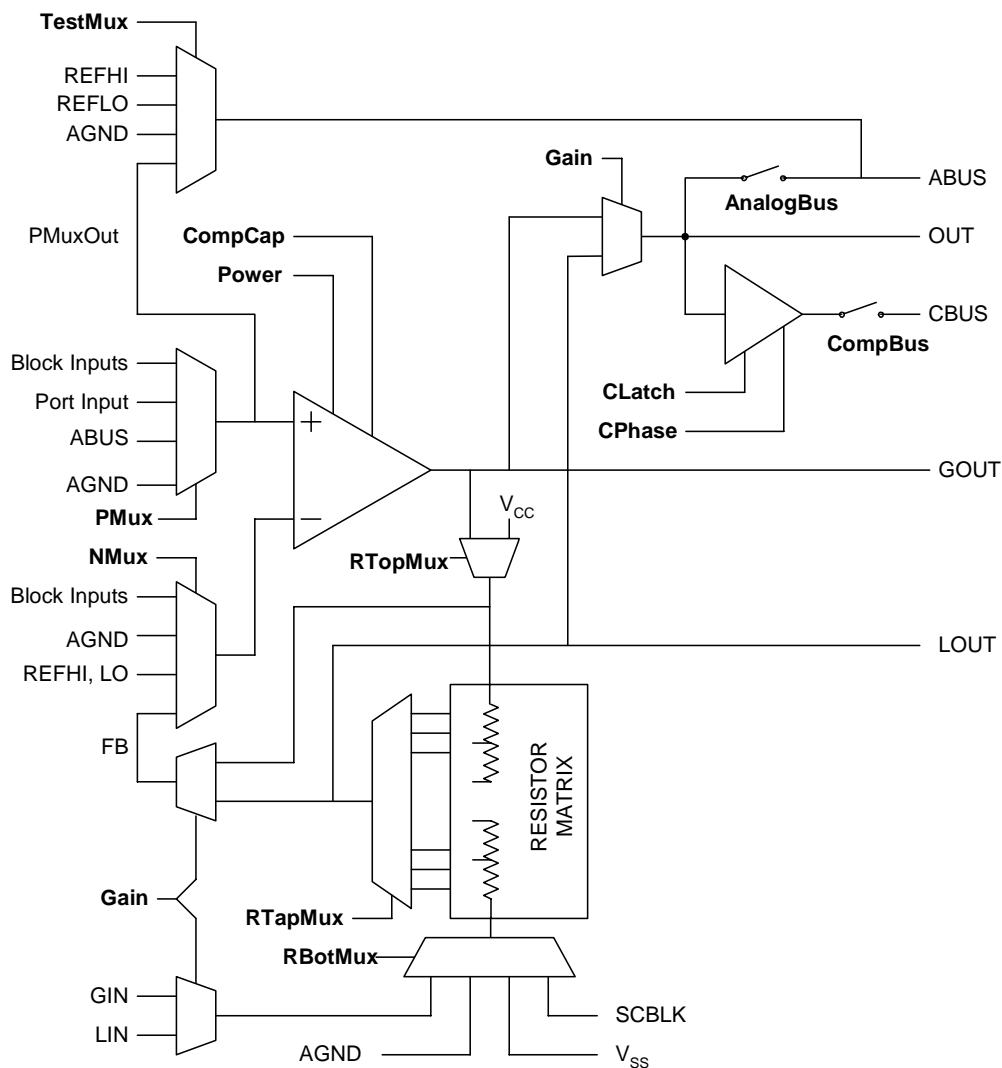 TestMux
REFHI
REFLO
AGND
Gain
ABUS
AnalogBus
PMuxOut
CompCap
OUT
Power
CBUS
CompBus
Block Inputs
Port Input
ABUS
AGND
PMux
CLatch
CPhase
GOUT
VCC
RTopMux
NMux
Block Inputs
AGND
REFHI, LO
FB
LOUT
RESISTOR
MATRIX
Gain
RTapMux
RBotMux
GIN
LIN
SCBLK
AGND
VSS